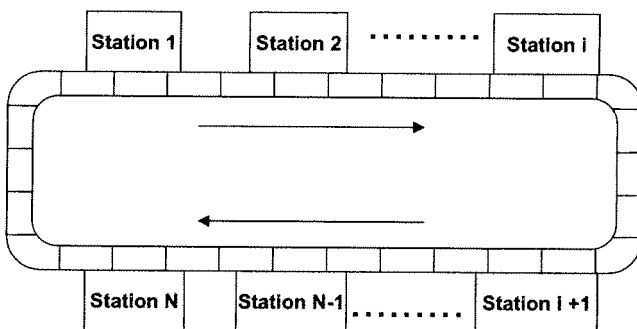 Station 1
Station 2
Station i
Station N
Station N-1
Station i +1